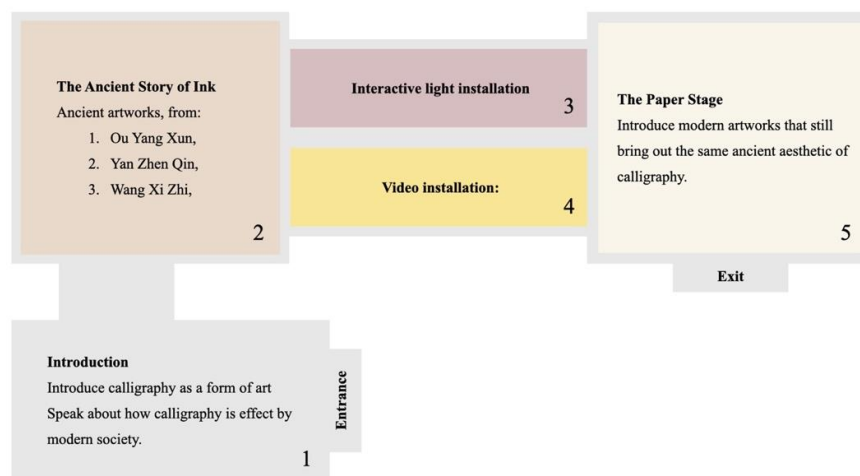 The Ancient Story of Ink
Ancient artworks, from:
1. Ou Yang Xun,
2. Yan Zhen Qin,
3. Wang Xi Zhi,
2
Interactive light installation
3
Video installation:
4
The Paper Stage
Introduce modern artworks that still
bring out the same ancient aesthetic of
calligraphy.
5
Exit
Introduction
Introduce calligraphy as a form of art
Speak about how calligraphy is effect by
modern society.
1
Entrance